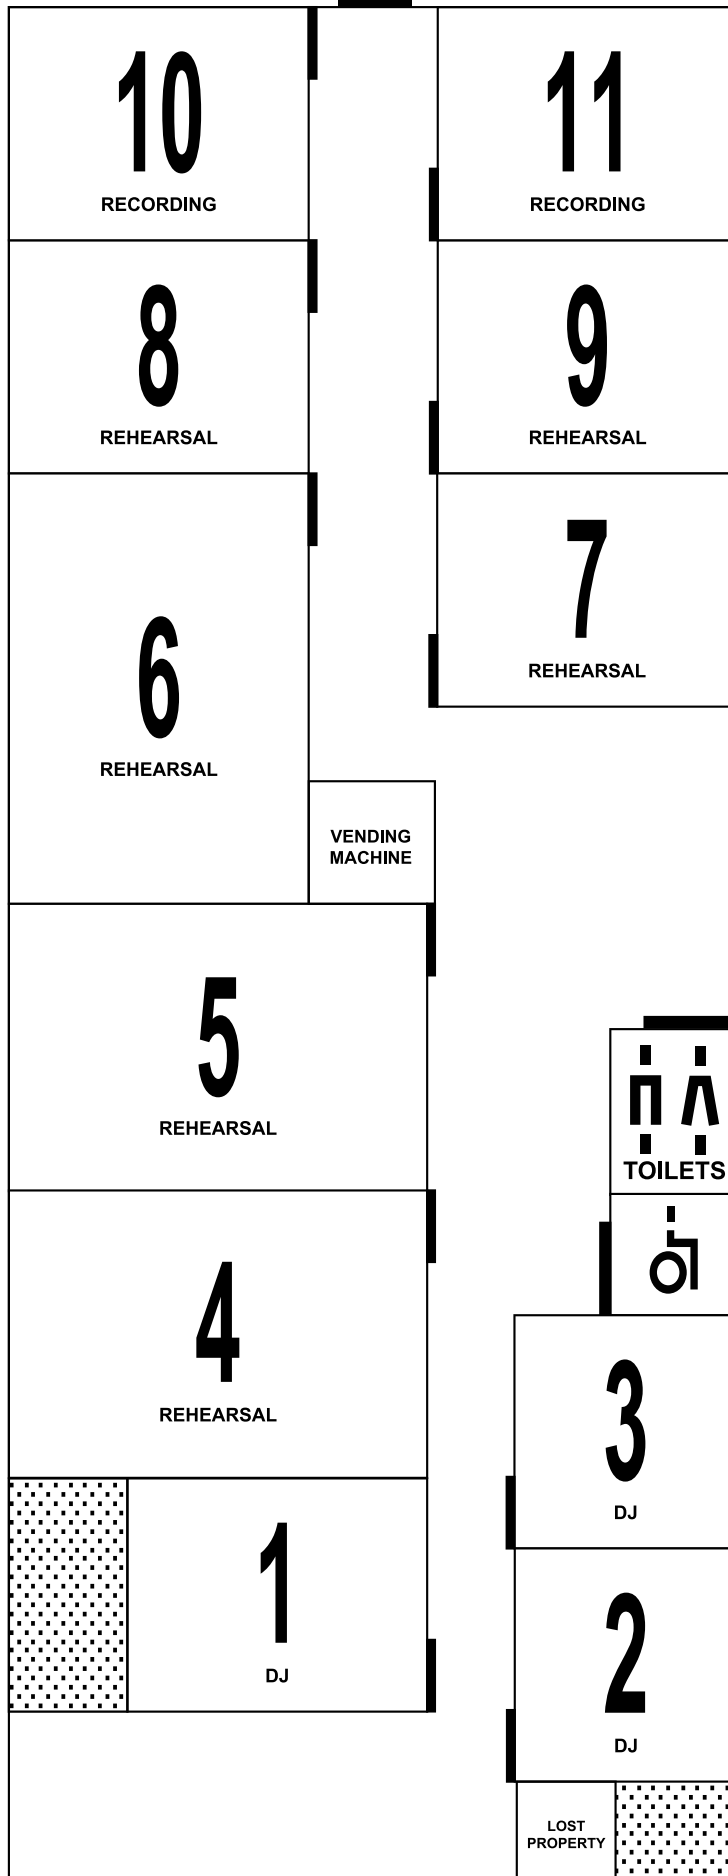 10
RECORDING
11
RECORDING
8
REHEARSAL
9
REHEARSAL
7
REHEARSAL
6
REHEARSAL
VENDING
MACHINE
5
REHEARSAL
TOILETS
4
REHEARSAL
3
DJ
1
DJ
2
DJ
LOST
PROPERTY